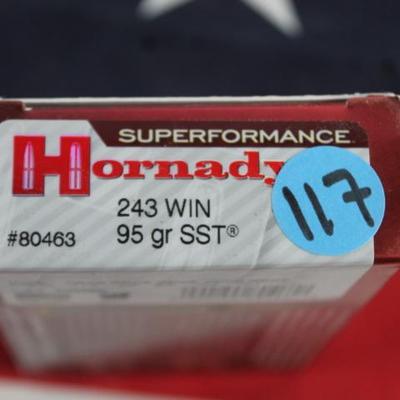 SUPERFORMANCE
Hornady
243 WIN
#80463 95 gr SST®
117